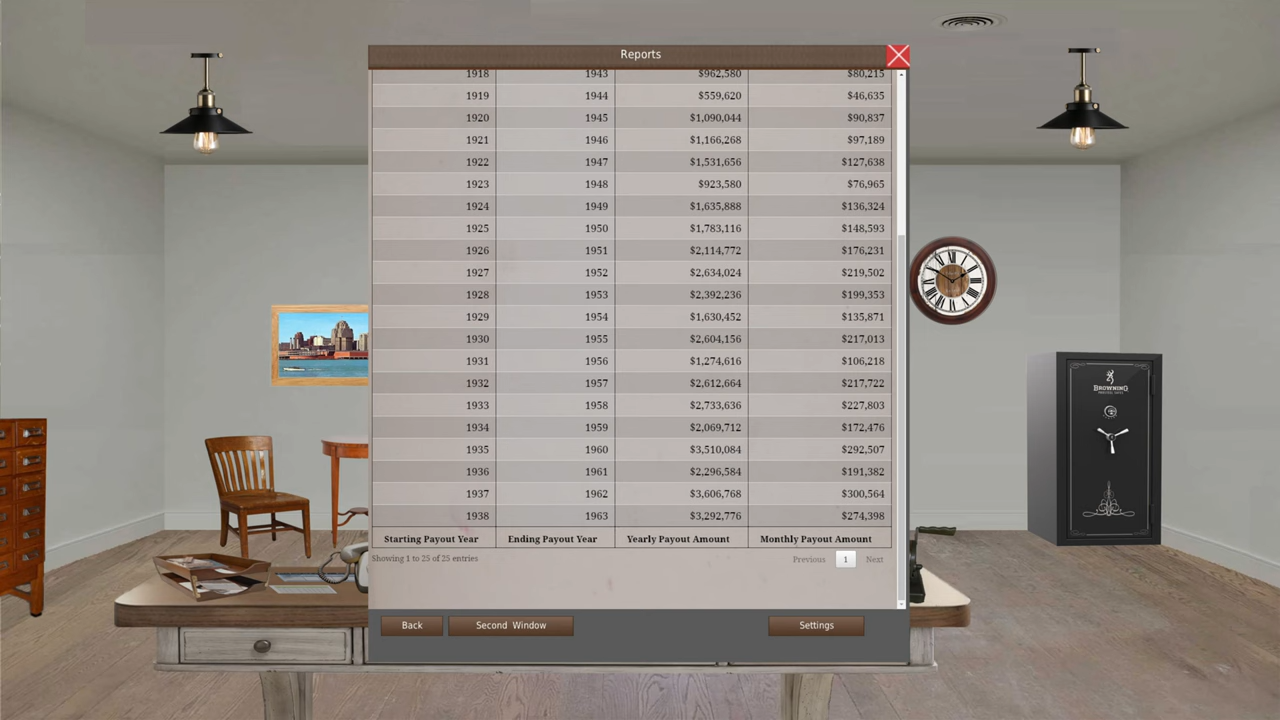 Reports
1918 1943 $962,580 $80,215
1919 1944 $559,620 $46,635
1920 1945 $1,090,044 $90,837
1921 1946 $1,166,268 $97,189
1922 1947 $1,531,656 $127,638
1923 1948 $923,580 $76,965
1924 1949 $1,635,888 $136,324
1925 1950 $1,783,116 $148,593
1926 1951 $2,114,772 $176,231
1927 1952 $2,634,024 $219,502
1928 1953 $2,392,236 $199,353
1929 1954 $1,630,452 $135,871
1930 1955 $2,604,156 $217,013
1931 1956 $1,274,616 $106,218
1932 1957 $2,612,664 $217,722
1933 1958 $2,733,636 $227,803
1934 1959 $2,069,712 $172,476
1935 1960 $3,510,084 $292,507
1936 1961 $2,296,584 $191,382
1937 1962 $3,606,768 $300,564
1938 1963 $3,292,776 $274,398
Starting Payout Year Ending Payout Year Yearly Payout Amount Monthly Payout Amount
Showing 1 to 25 of 25 entries Previous 1 Next
Back Second Window Settings
BROWNING